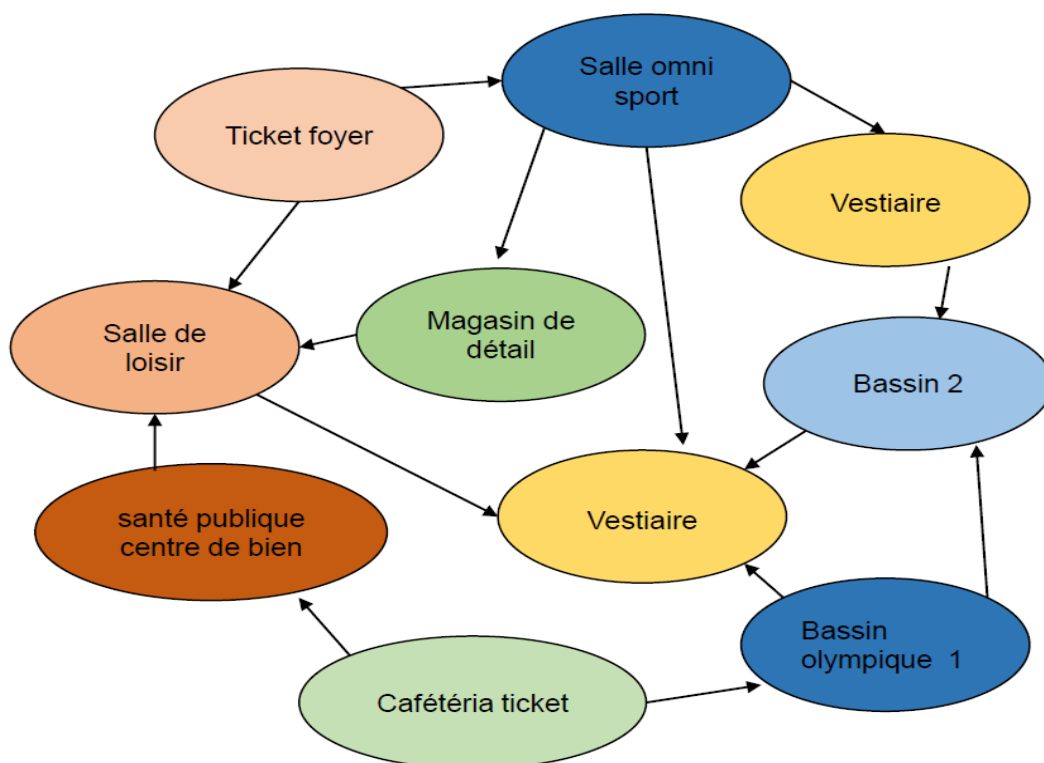 Salle omni
sport
Ticket foyer
Vestiaire
Salle de
loisir
Magasin de
détail
Bassin 2
santé publique
centre de bien
Vestiaire
Bassin
olympique 1
Cafétéria ticket